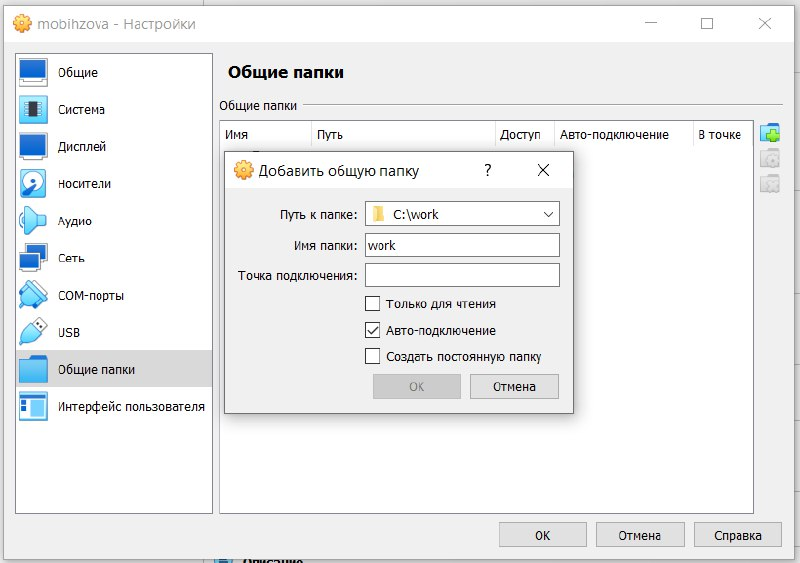 mobihzova - Настройки
Общие
Система
Дисплей
Носители
Аудио
Сеть
COM-порты
USB
Общие папки
Интерфейс пользователя
Общие папки
Общие папки
Имя Путь Доступ Авто-подключение В точке
Добавить общую папку ?
Путь к папке: C:\work
Имя папки: work
Точка подключения:
Только для чтения
Авто-подключение
Создать постоянную папку
OK Отмена
OK Отмена Справка
Описание